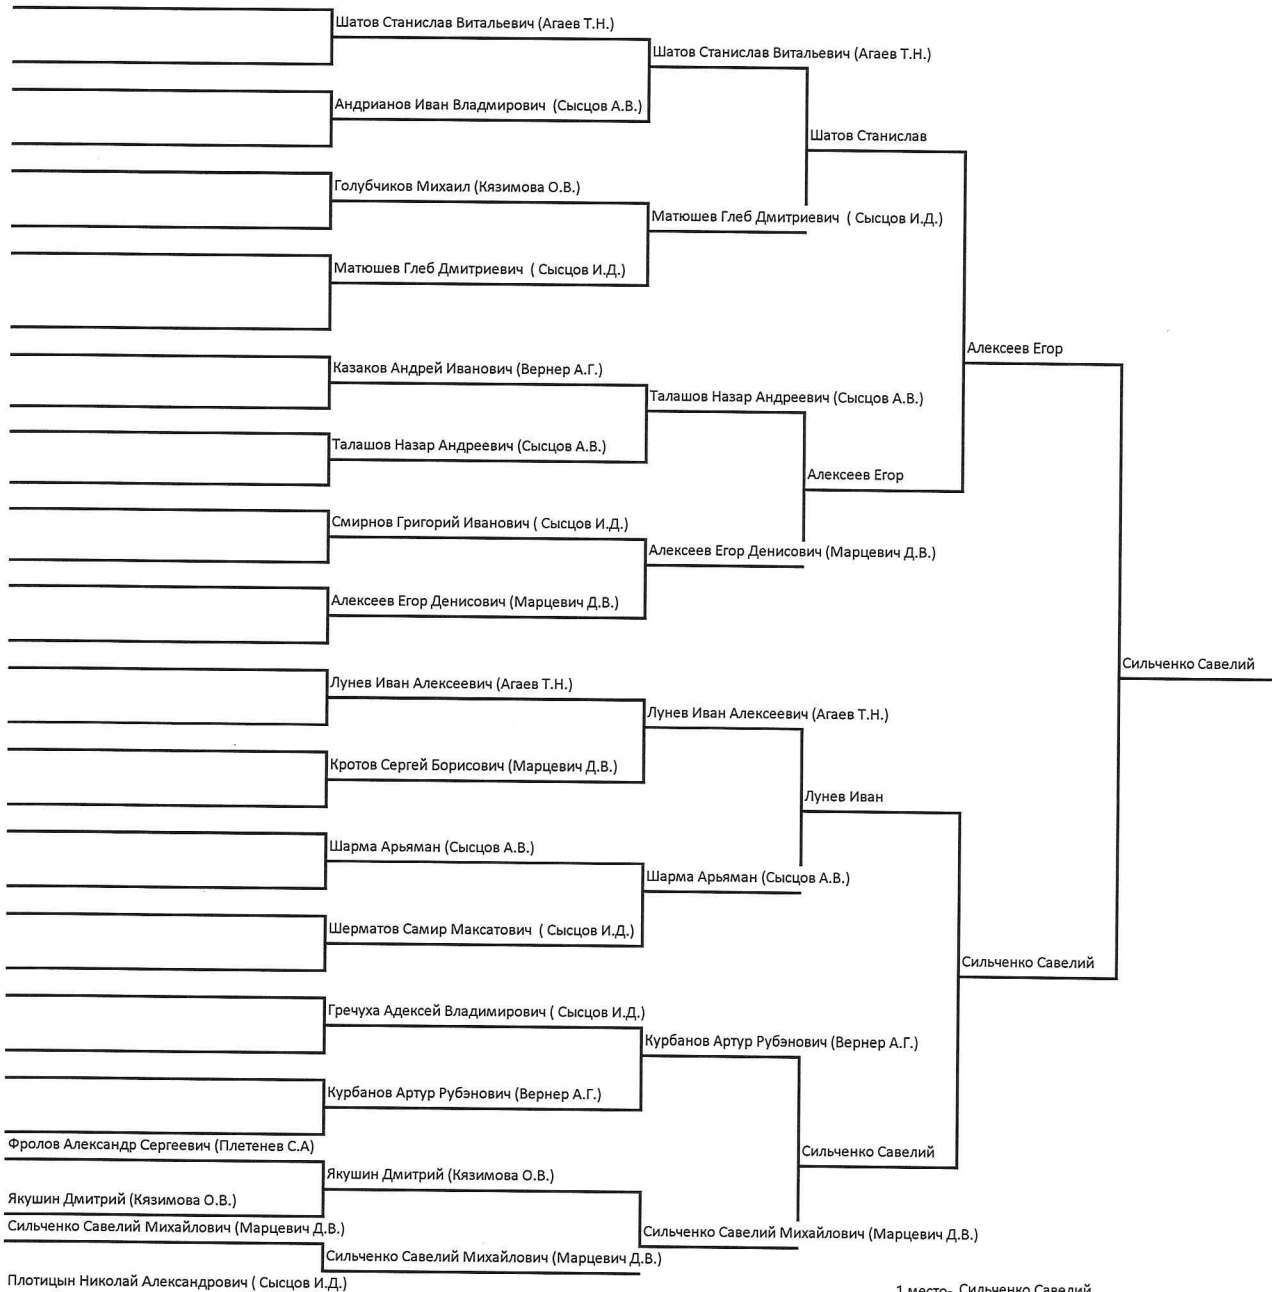 Шатов Станислав Витальевич (Агаев Т.Н.)
Шатов Станислав Витальевич (Агаев Т.Н.)
Андрианов Иван Владмирович (Сысцов А.В.)
Шатов Станислав
Голубчиков Михаил (Кязимова О.В.)
Матюшев Глеб Дмитриевич ( Сысцов И.Д.)
Матюшев Глеб Дмитриевич ( Сысцов И.Д.)
Алексеев Егор
Казаков Андрей Иванович (Вернер А.Г.)
Талашов Назар Андреевич (Сысцов А.В.)
Талашов Назар Андреевич (Сысцов А.В.)
Алексеев Егор
Смирнов Григорий Иванович ( Сысцов И.Д.)
Алексеев Егор Денисович (Марцевич Д.В.)
Алексеев Егор Денисович (Марцевич Д.В.)
Сильченко Савелий
Лунев Иван Алексеевич (Агаев Т.Н.)
Лунев Иван Алексеевич (Агаев Т.Н.)
Кротов Сергей Борисович (Марцевич Д.В.)
Лунев Иван
Шарма Арьяман (Сысцов А.В.)
Шарма Арьяман (Сысцов А.В.)
Шерматов Самир Максатович ( Сысцов И.Д.)
Сильченко Савелий
Гречуха Адексей Владимирович ( Сысцов И.Д.)
Курбанов Артур Рубэнович (Вернер А.Г.)
Курбанов Артур Рубэнович (Вернер А.Г.)
Фролов Александр Сергеевич (Плетенев С.А)
Сильченко Савелий
Якушин Дмитрий (Кязимова О.В.)
Якушин Дмитрий (Кязимова О.В.)
Сильченко Савелий Михайлович (Марцевич Д.В.)
Сильченко Савелий Михайлович (Марцевич Д.В.)
Сильченко Савелий Михайлович (Марцевич Д.В.)
Плотицын Николай Александрович ( Сысцов И.Д.)
1 место- Сильченко Савелий